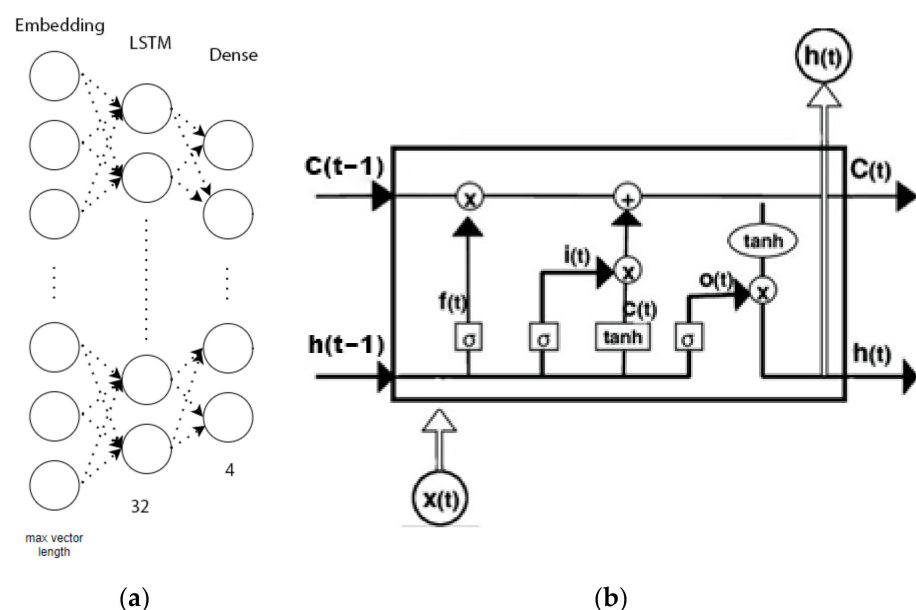 Embedding
LSTM
Dense
4
32
max vector
length
(a)
h(t)
C(t-1)
C(t)
x
+
tanh
i(t)
x
o(t)
x
f(t)
C(t)
σ
σ
tanh
σ
h(t-1)
h(t)
x(t)
(b)